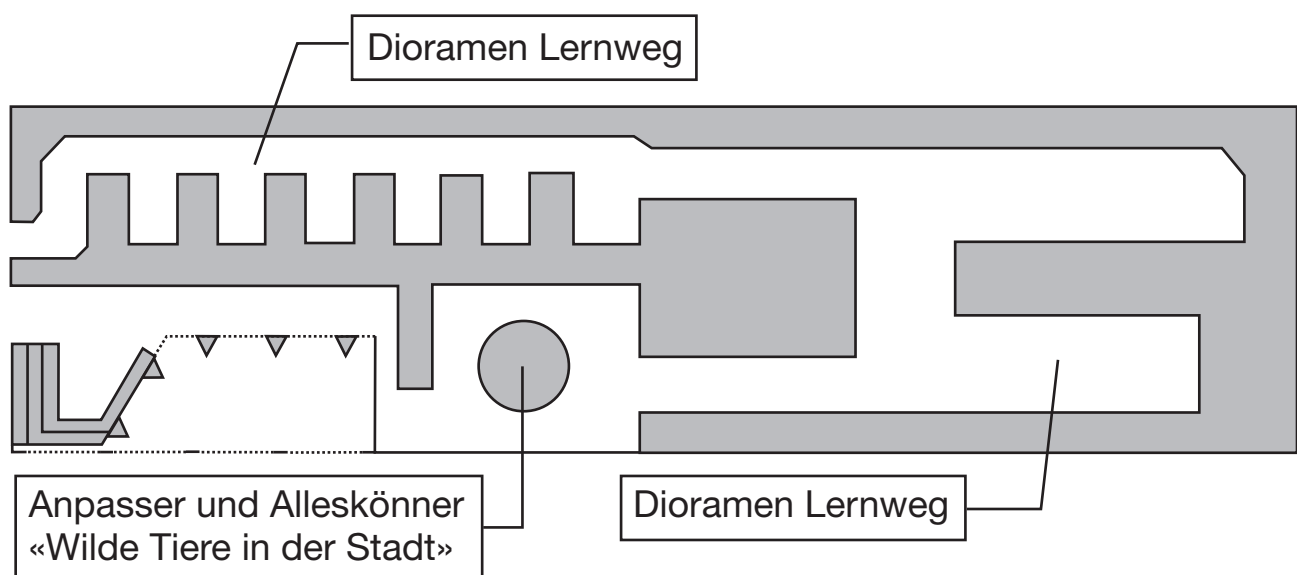 Dioramen Lernweg
Anpasser und Alleskönner
«Wilde Tiere in der Stadt»
Dioramen Lernweg